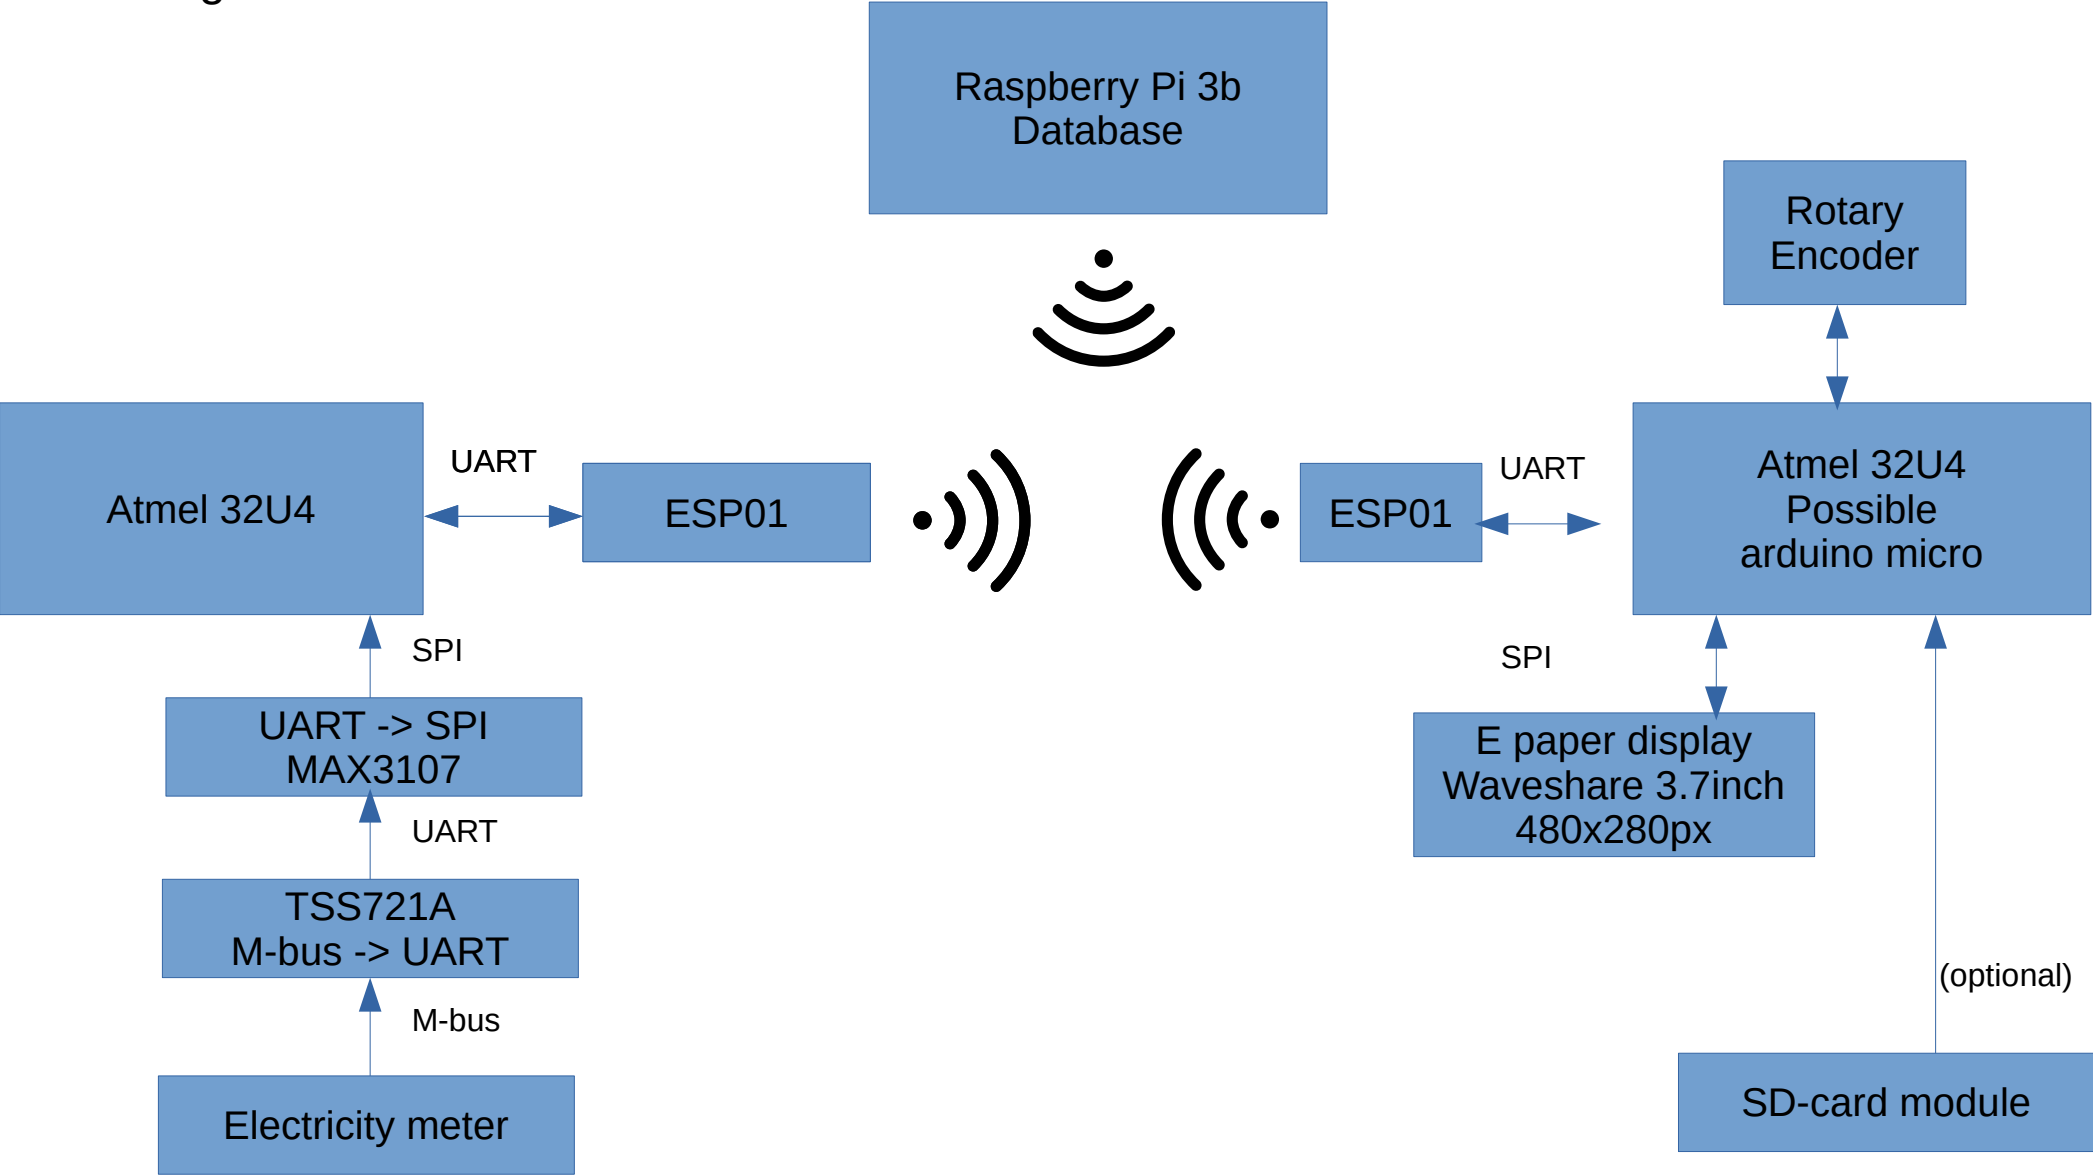 Raspberry Pi 3b
Database
Rotary
Encoder
Atmel 32U4
UART
ESP01
ESP01
UART
Atmel 32U4
Possible
arduino micro
SPI
UART -> SPI
MAX3107
UART
TSS721A
M-bus -> UART
M-bus
Electricity meter
SPI
E paper display
Waveshare 3.7inch
480x280px
(optional)
SD-card module